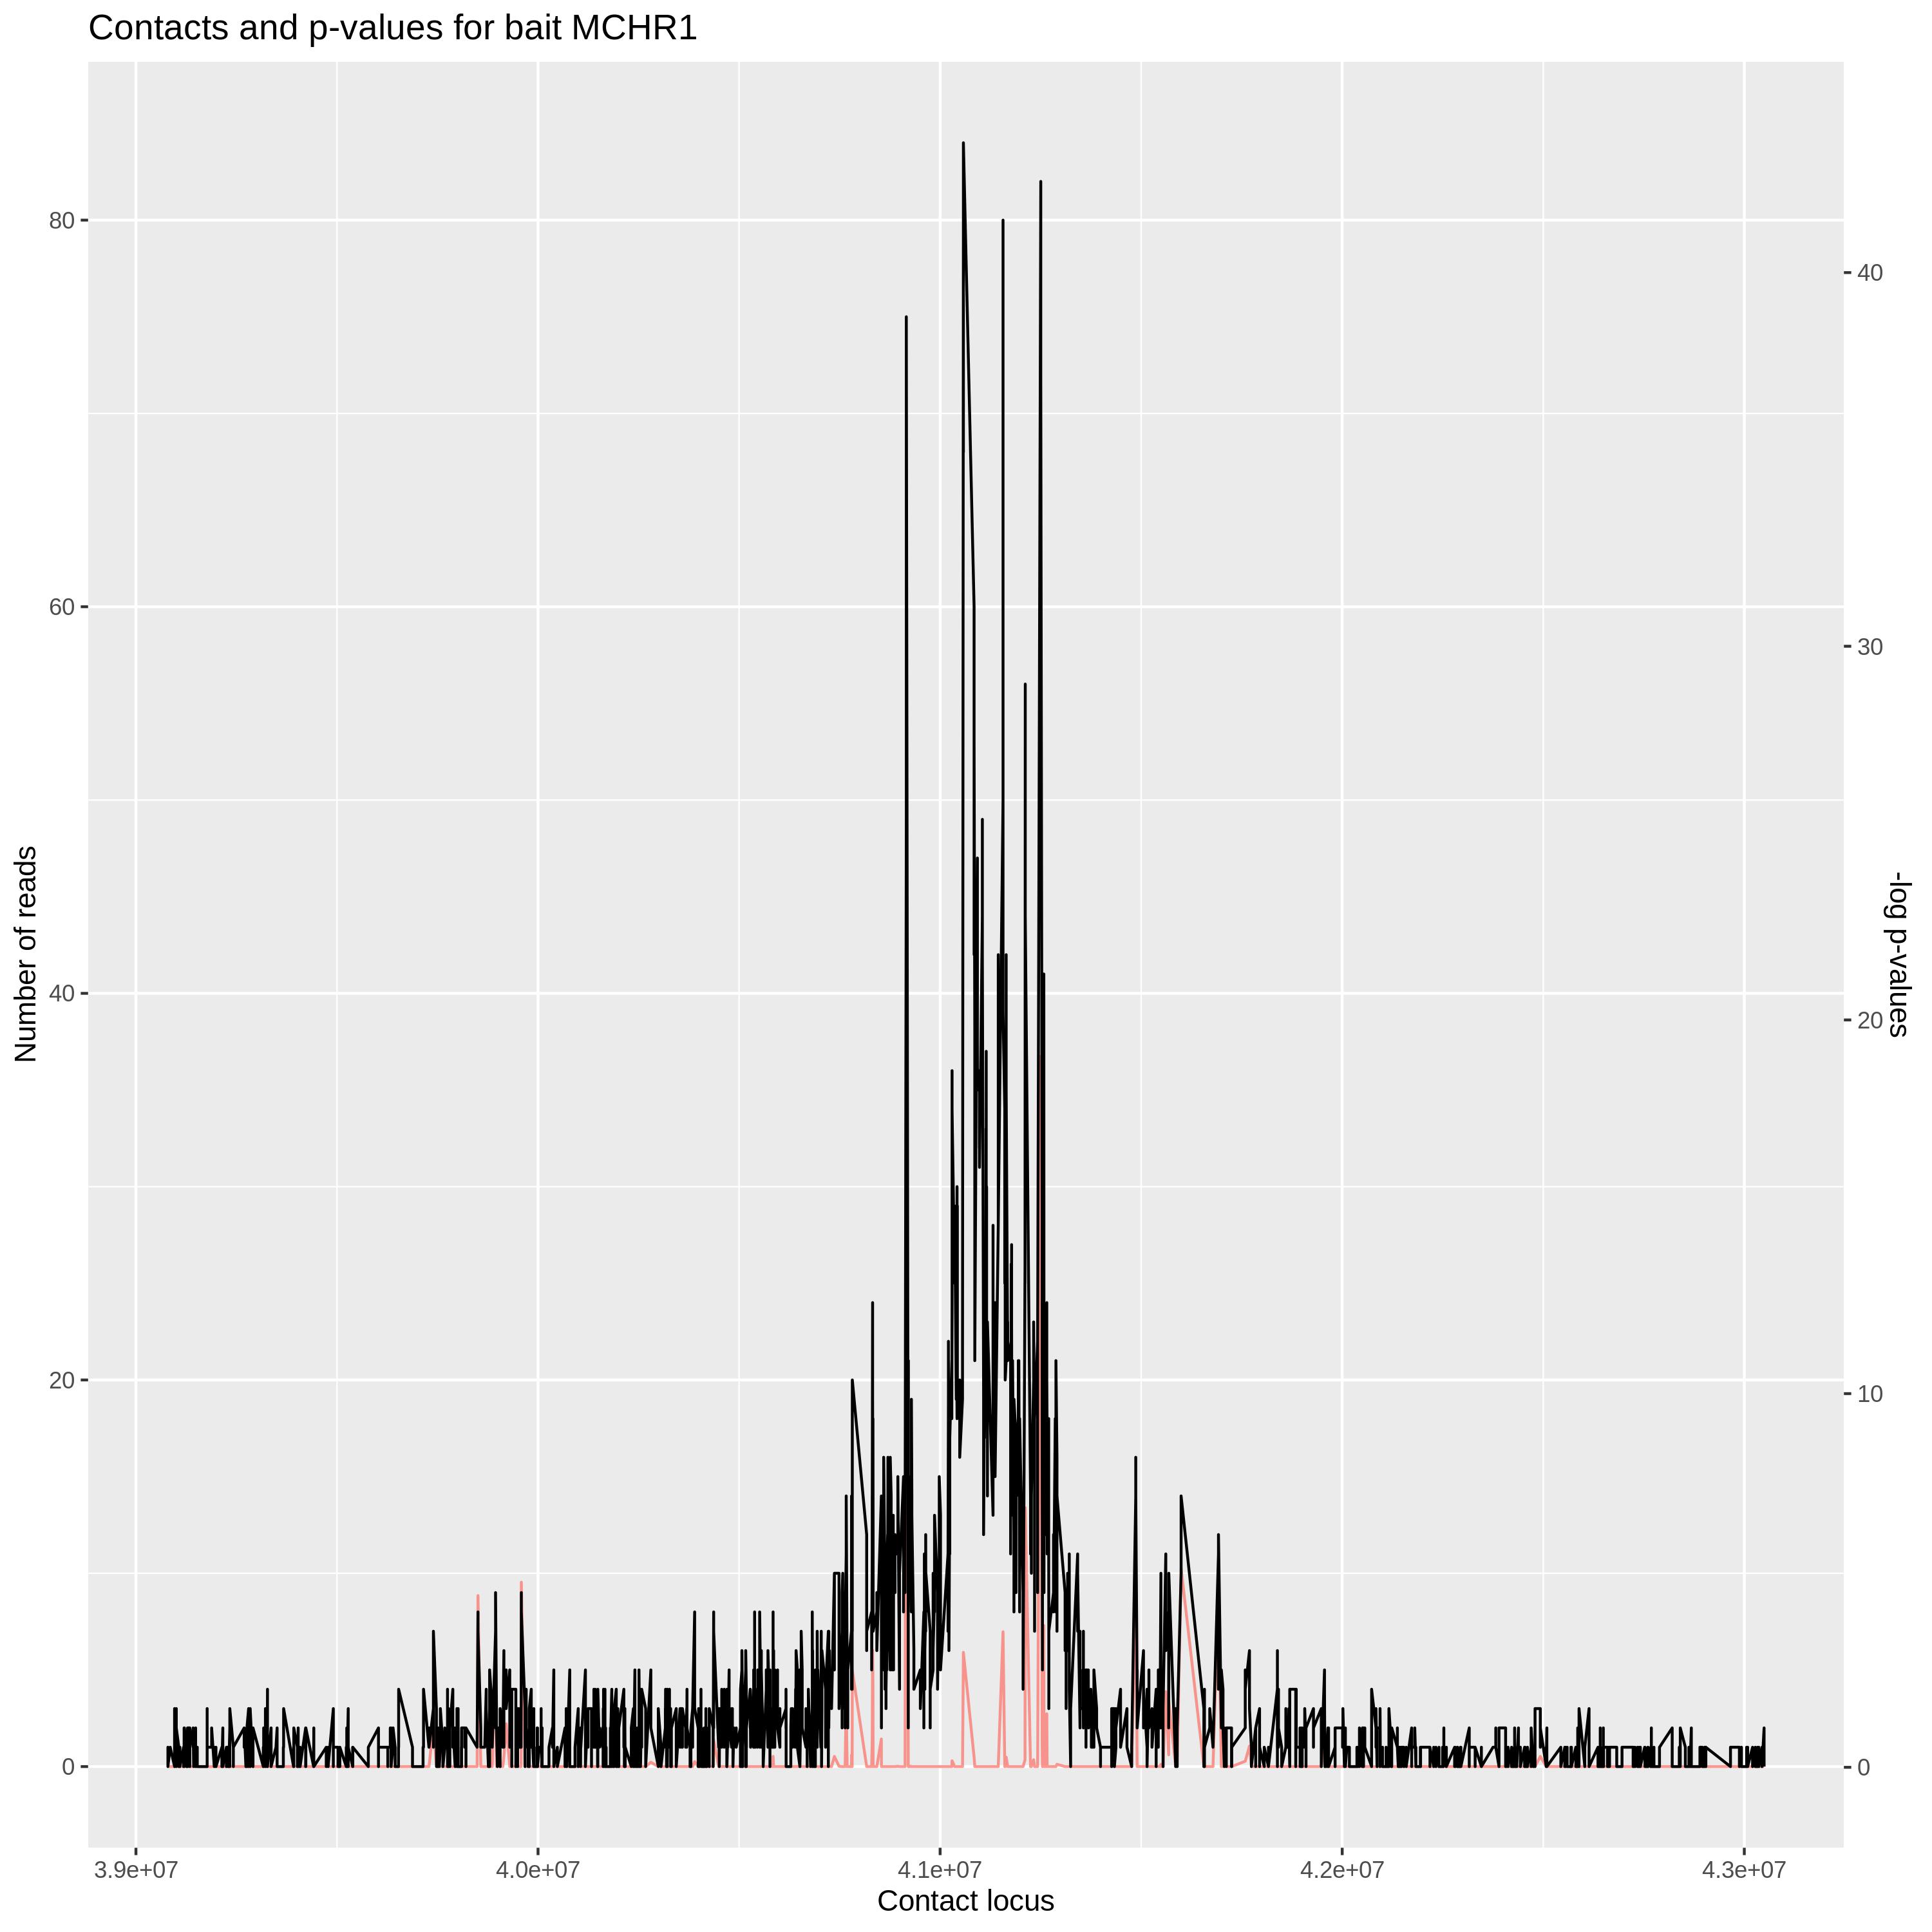 Contacts and p-values for bait MCHR1
80
60
40
20
0
Number of reads
40
30
20
10
0
-log p-values
3.9e+07
4.0e+07
4.1e+07
4.2e+07
4.3e+07
Contact locus